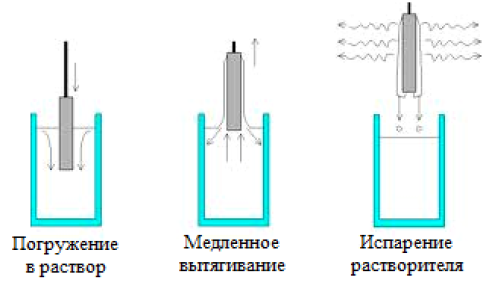 Погружение
в раствор
Медленное
вытягивание
Испарение
растворителя